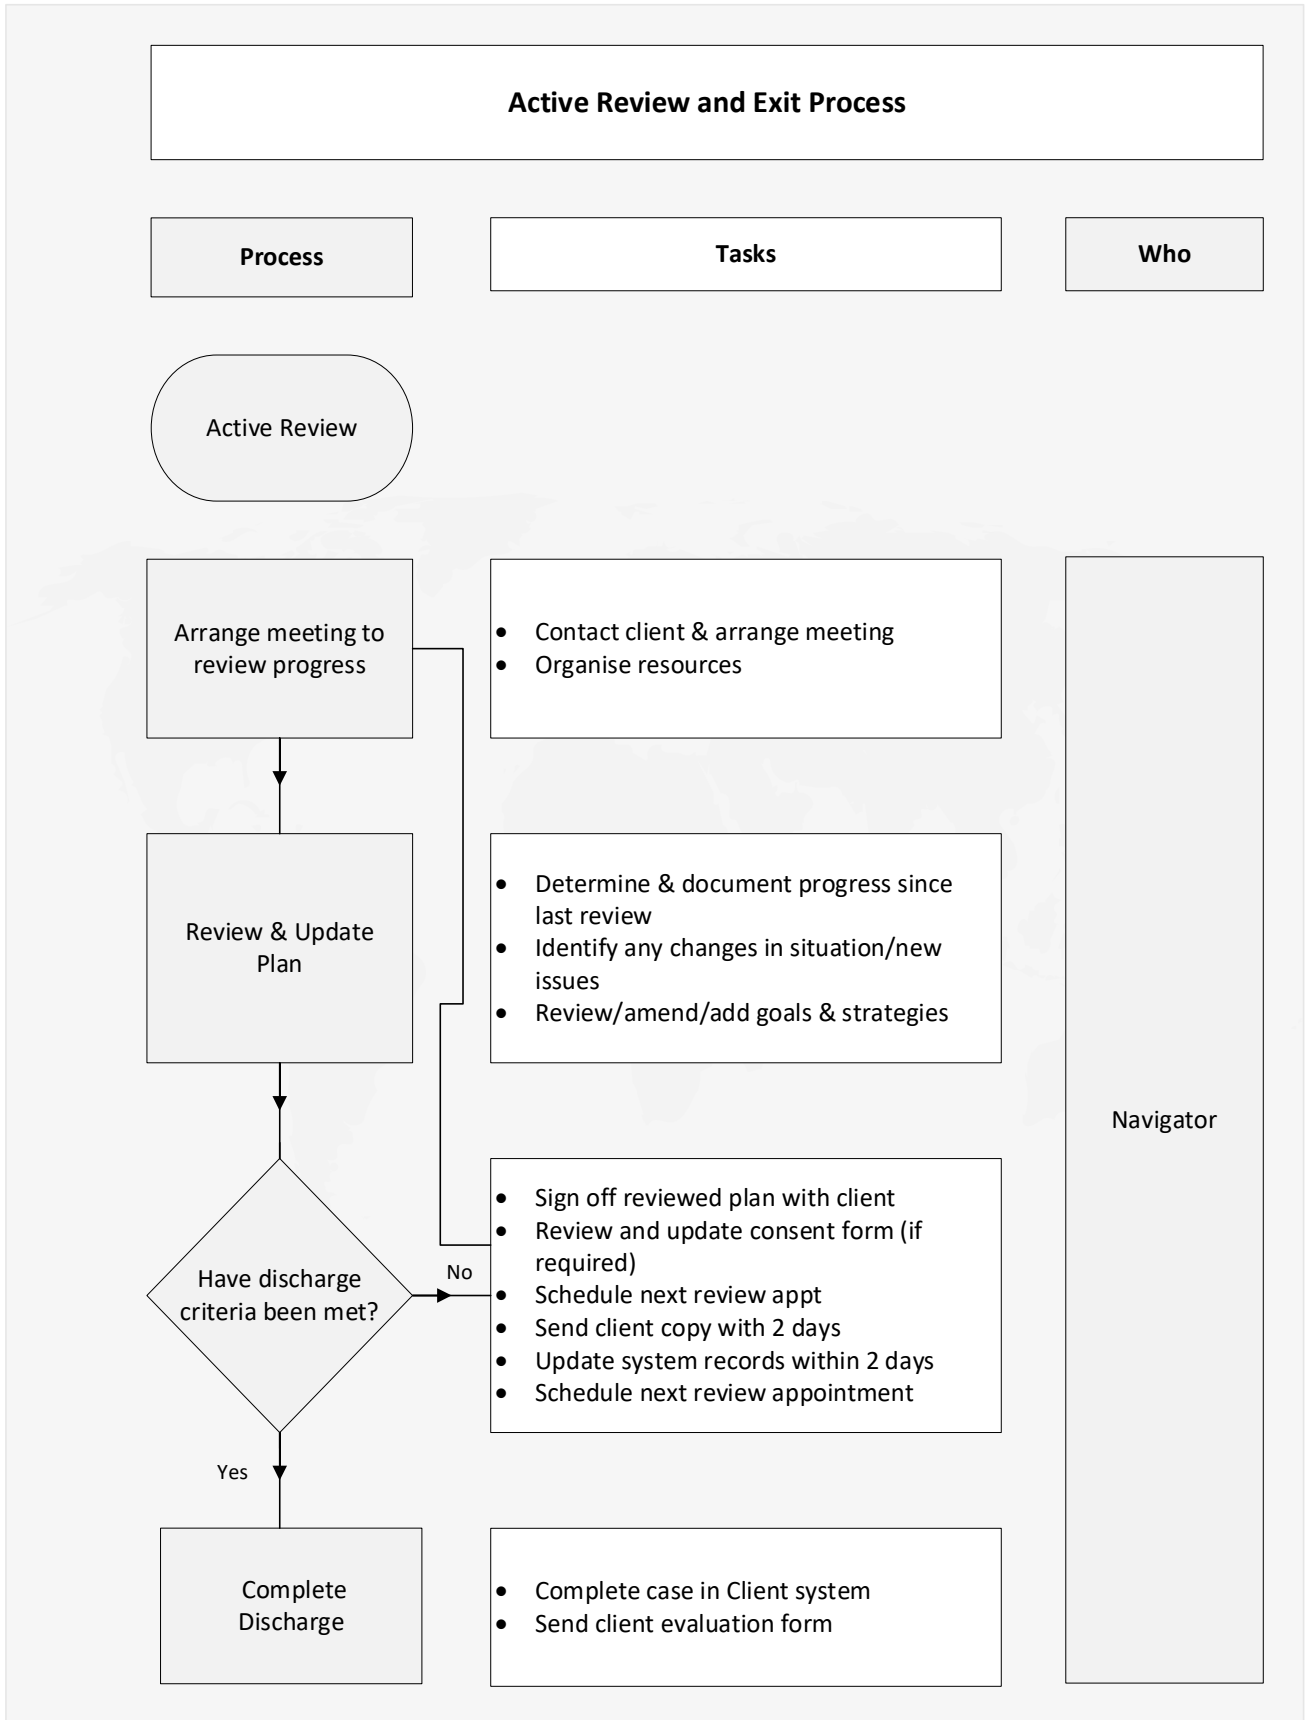 Active Review and Exit Process
Process
Tasks
Who
Active Review
Arrange meeting to
review progress
• Contact client & arrange meeting
• Organise resources
Review & Update
Plan
• Determine & document progress since
last review
• Identify any changes in situation/new
issues
• Review/amend/add goals & strategies
Navigator
Have discharge
criteria been met?
No
• Sign off reviewed plan with client
• Review and update consent form (if
required)
• Schedule next review appt
• Send client copy with 2 days
• Update system records within 2 days
• Schedule next review appointment
Yes
Complete
Discharge
• Complete case in Client system
• Send client evaluation form